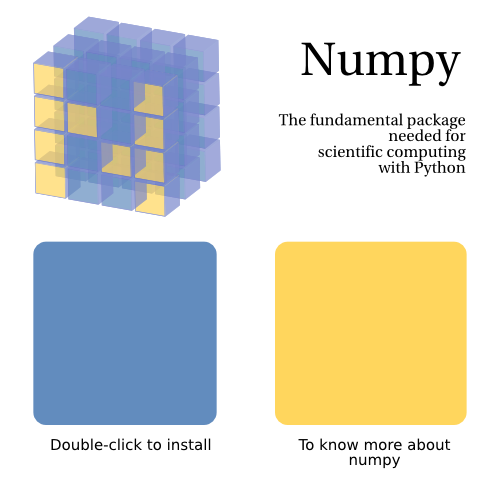 Numpy
The fundamental package
needed for
scientific computing
with Python
Double-click to install
To know more about
numpy